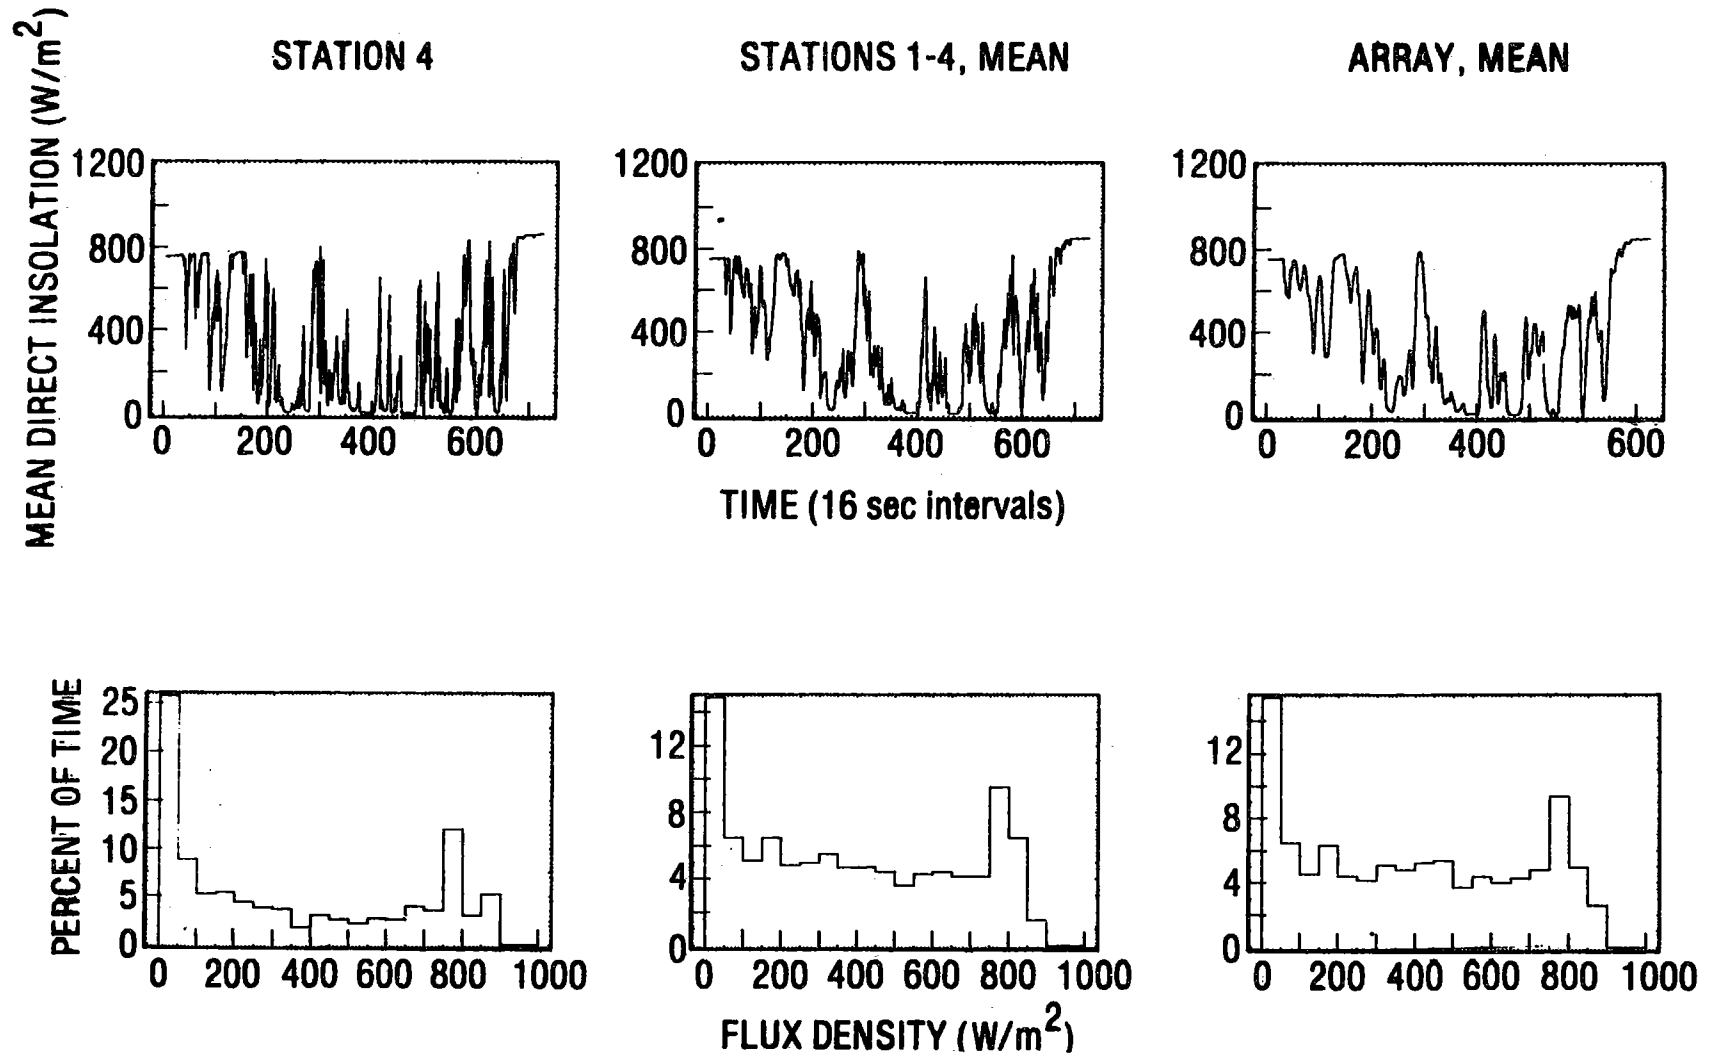 STATION 4
STATIONS 1-4, MEAN
ARRAY, MEAN
MEAN DIRECT INSOLATION (W/m²)
1200
800
400
0
0 200 400 600
1200
800
400
0
0 200 400 600
1200
800
400
0
0 200 400 600
TIME (16 sec intervals)
PERCENT OF TIME
25
20
15
10
5
0
0 200 400 600 800 1000
12
8
4
0
0 200 400 600 800 1000
12
8
4
0
0 200 400 600 800 1000
FLUX DENSITY (W/m²)